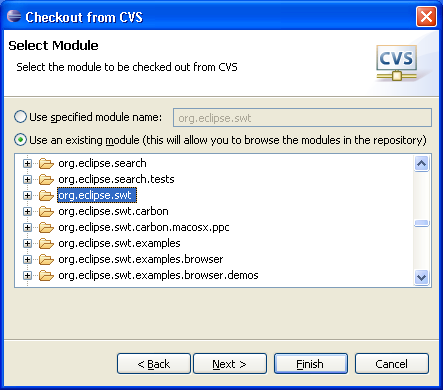 Checkout from CVS
Select Module
Select the module to be checked out from CVS
CVS
Use specified module name:
org.eclipse.swt
Use an existing module (this will allow you to browse the modules in the repository)
org.eclipse.search
org.eclipse.search.tests
org.eclipse.swt
org.eclipse.swt.carbon
org.eclipse.swt.carbon.macosx.ppc
org.eclipse.swt.examples
org.eclipse.swt.examples.browser
org.eclipse.swt.examples.browser.demos
< Back
Next >
Finish
Cancel